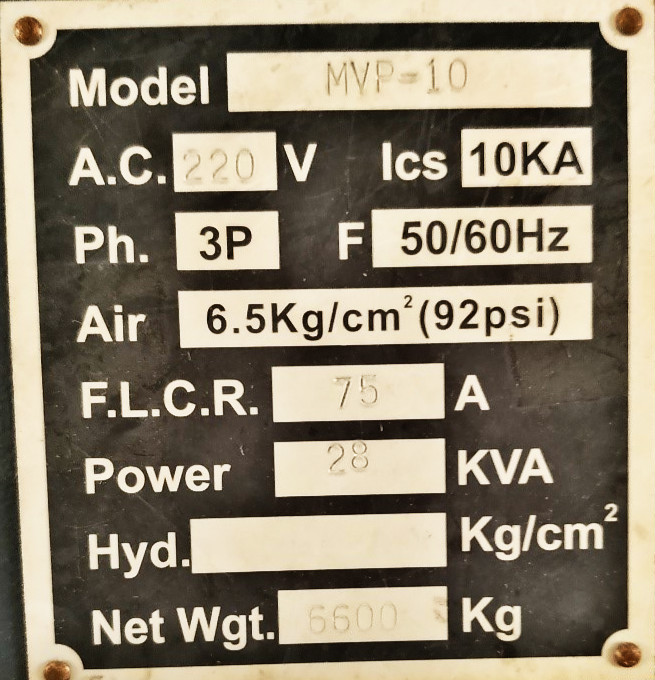 Model MVP-10
A.C. 220 V Ics 10KA
Ph. 3P F 50/60Hz
Air 6.5Kg/cm²(92psi)
F.L.C.R. 75 A
Power 28 KVA
Hyd. Kg/cm²
Net Wgt. 6600 Kg